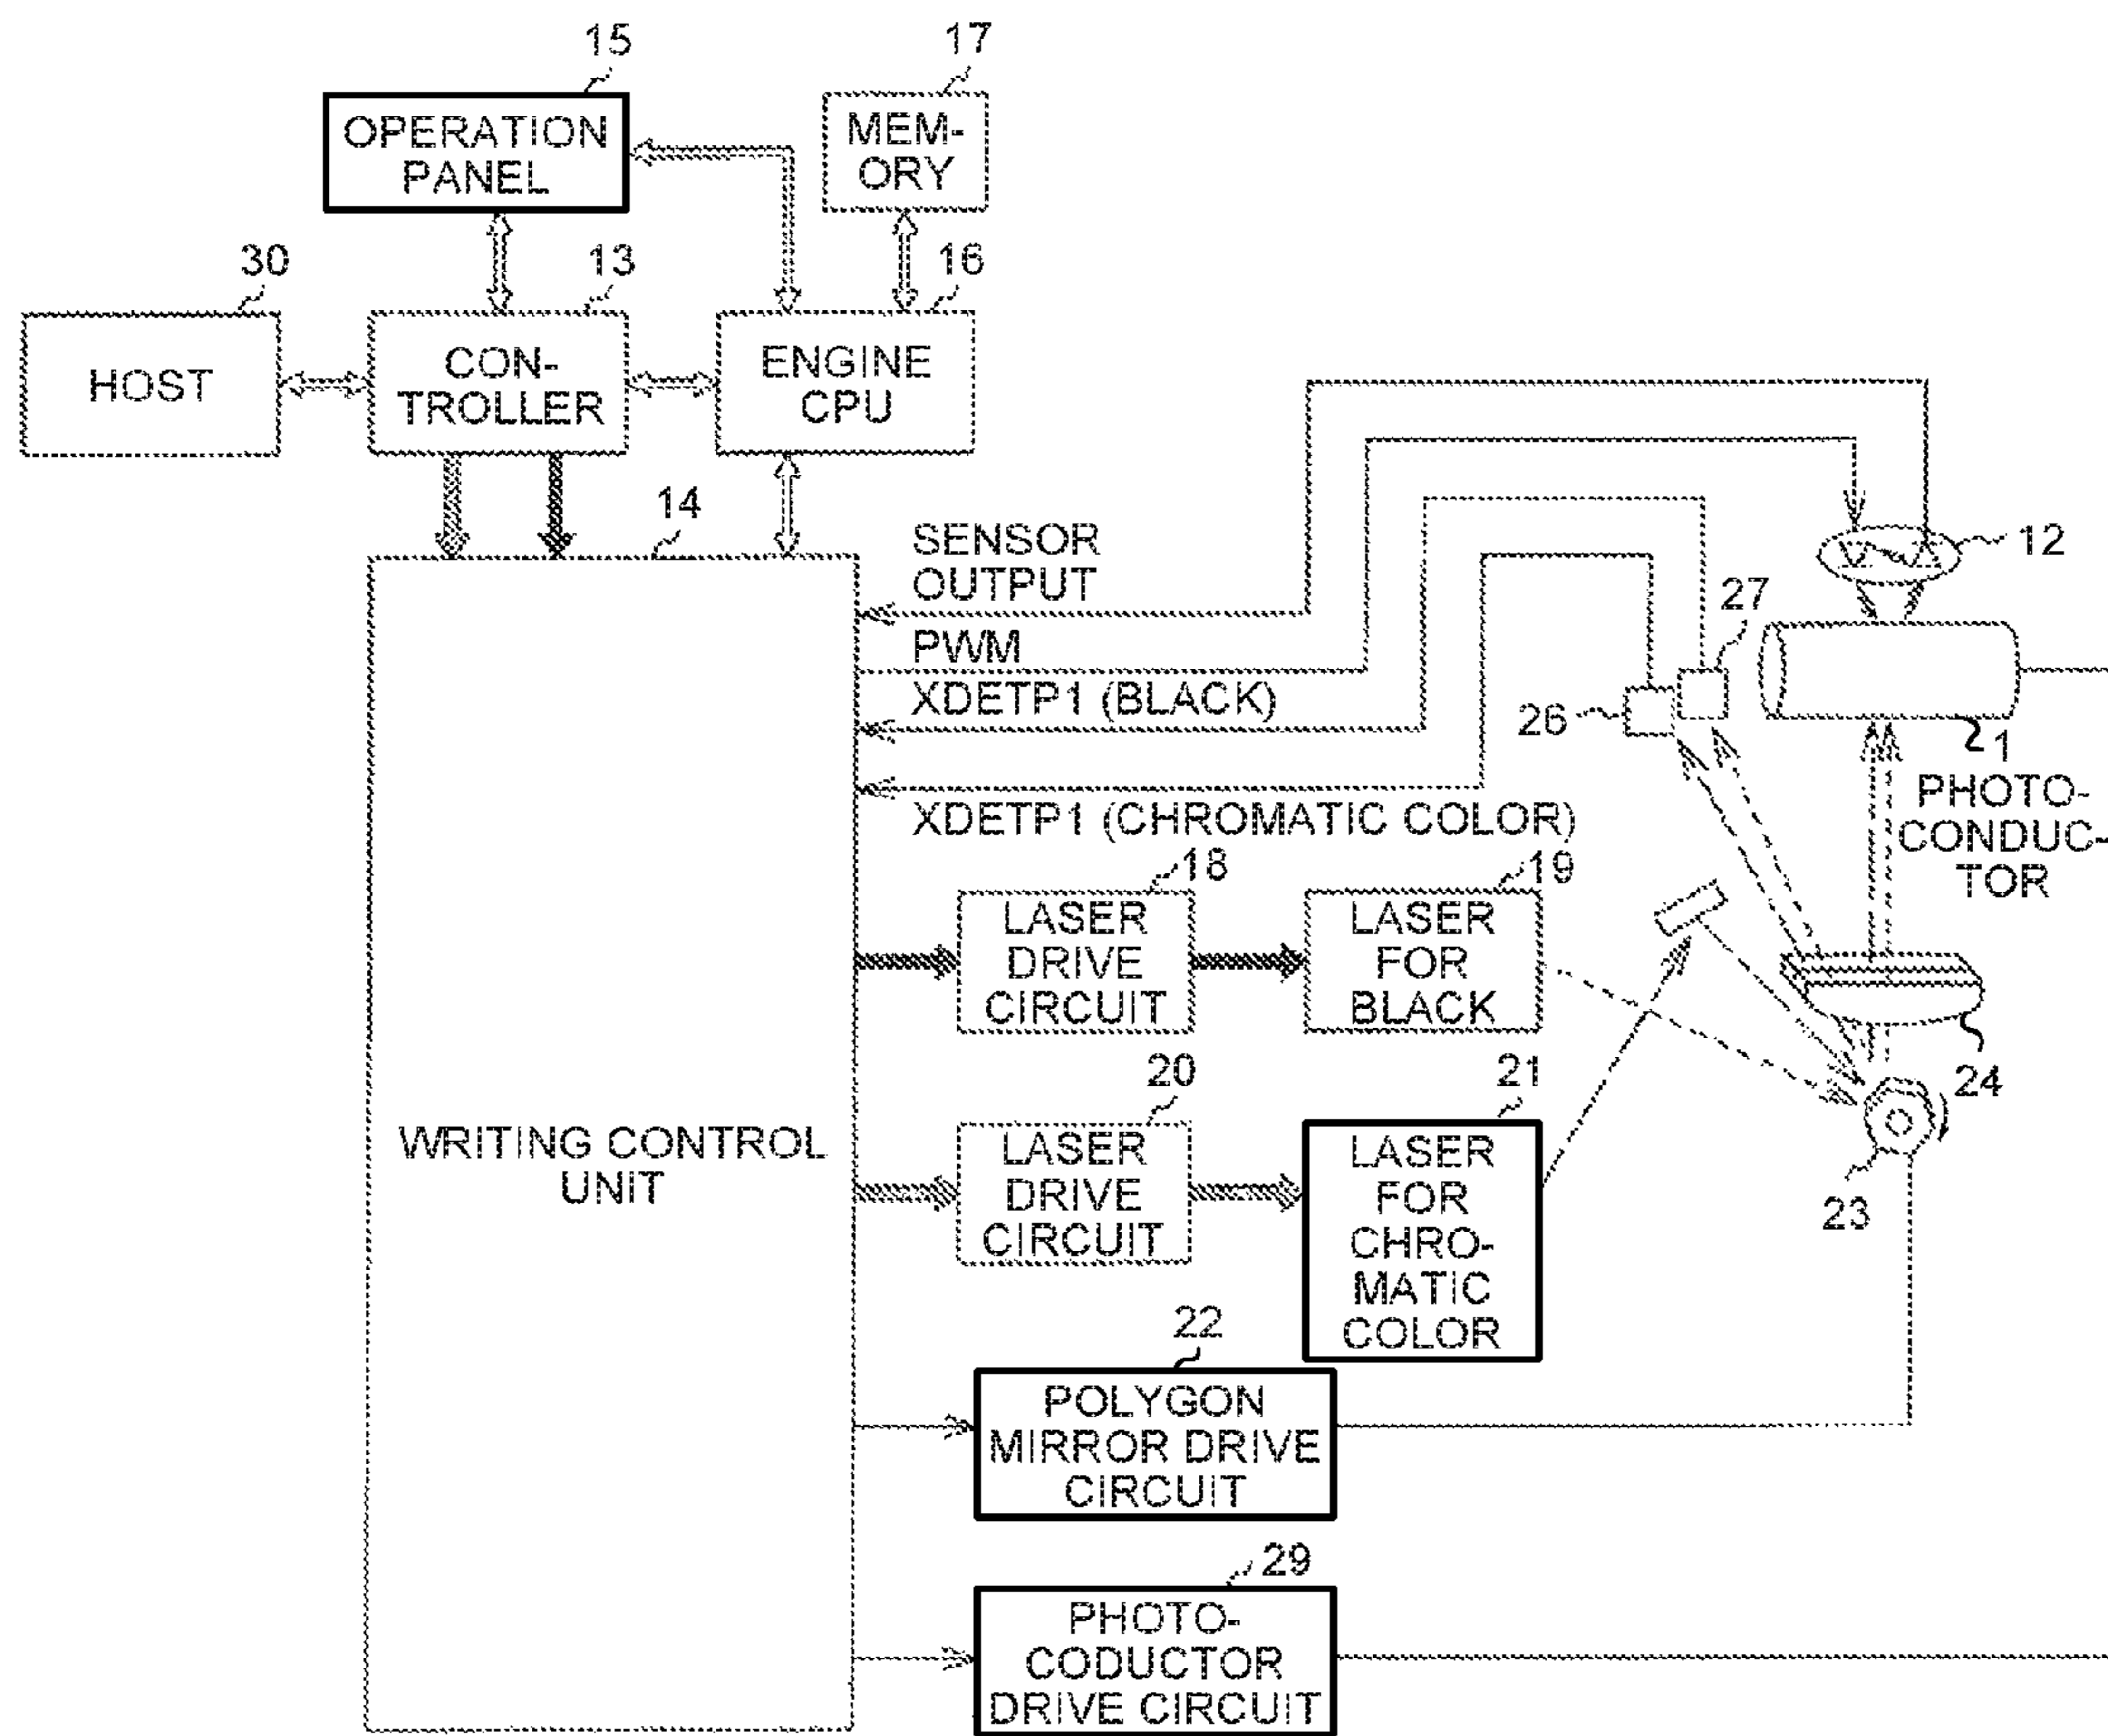 15
17
OPERATION
PANEL
MEM-
ORY
30
13
16
HOST
CON-
TROLLER
ENGINE
CPU
14
SENSOR
OUTPUT
12
27
PWM
XDETP1 (BLACK)
26
1
PHOTO-
CONDUC-
TOR
XDETP1 (CHROMATIC COLOR)
18
19
LASER
DRIVE
CIRCUIT
LASER
FOR
BLACK
24
20
21
23
WRITING CONTROL
UNIT
LASER
DRIVE
CIRCUIT
LASER
FOR
CHRO-
MATIC
COLOR
22
POLYGON
MIRROR DRIVE
CIRCUIT
29
PHOTO-
CODUCTOR
DRIVE CIRCUIT